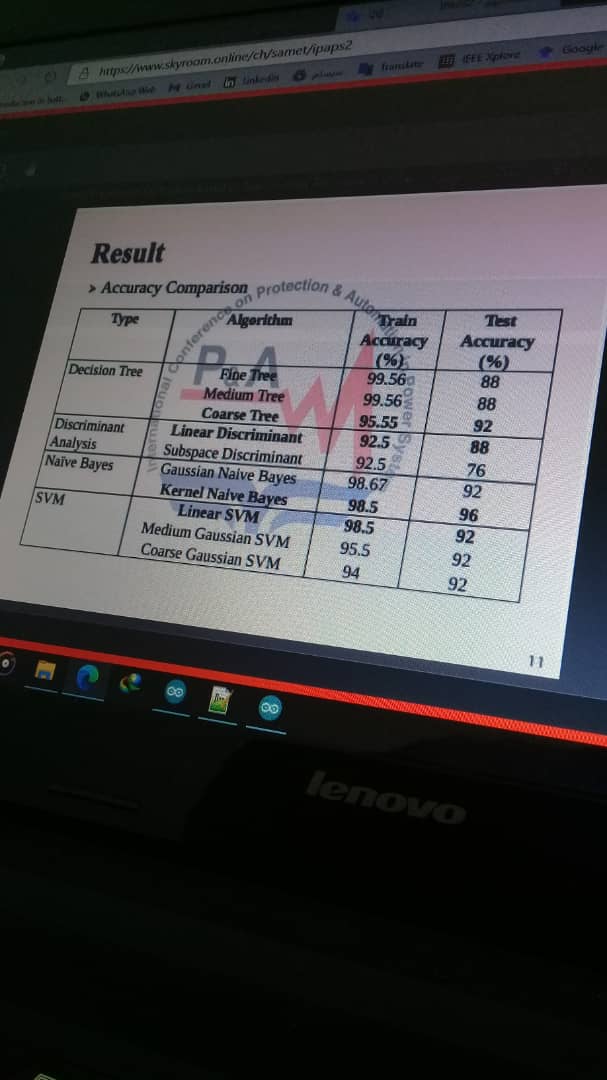 https://www.skyroom.online/ch/samet/ipaps2
WhatsApp Web Gmail Linkedin Translate IEEE Xplore Google
Result
➤ Accuracy Comparison
International Conference on Protection & Automation Power System
P&A
Type Algorithm Train Accuracy (%) Test Accuracy (%)
Decision Tree Fine Tree 99.56 88
Medium Tree 99.56 88
Coarse Tree 95.55 92
Discriminant Analysis Linear Discriminant 92.5 88
Subspace Discriminant 92.5 76
Naïve Bayes Gaussian Naive Bayes 98.67 92
Kernel Naive Bayes 98.5 96
SVM Linear SVM 98.5 92
Medium Gaussian SVM 95.5 92
Coarse Gaussian SVM 94 92
11
lenovo